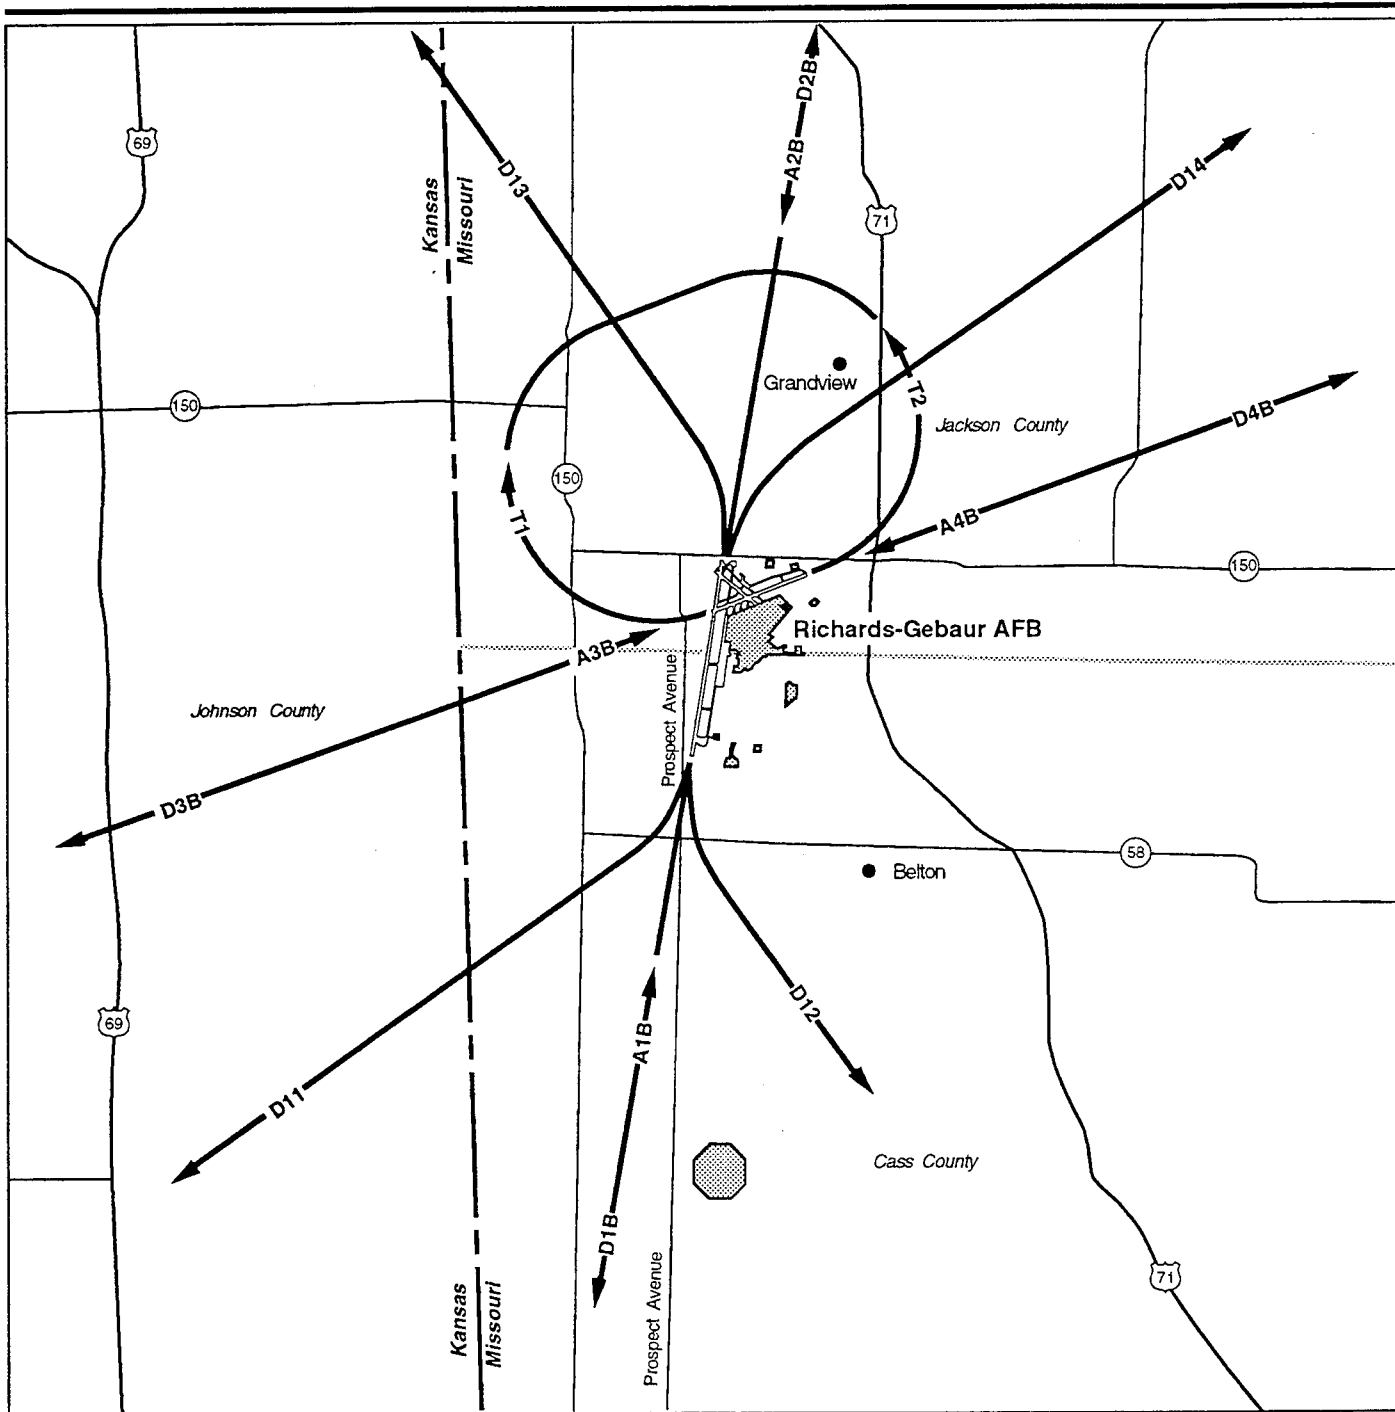 D2B
69
A2B
D13
D14
Kansas
Missouri
71
Grandview
T2
150
D4B
Jackson County
150
A4B
T1
150
Richards-Gebaur AFB
A3B
Prospect Avenue
Johnson County
D3B
58
Belton
D12
69
A1B
D11
Cass County
D1B
71
Prospect Avenue
Kansas
Missouri